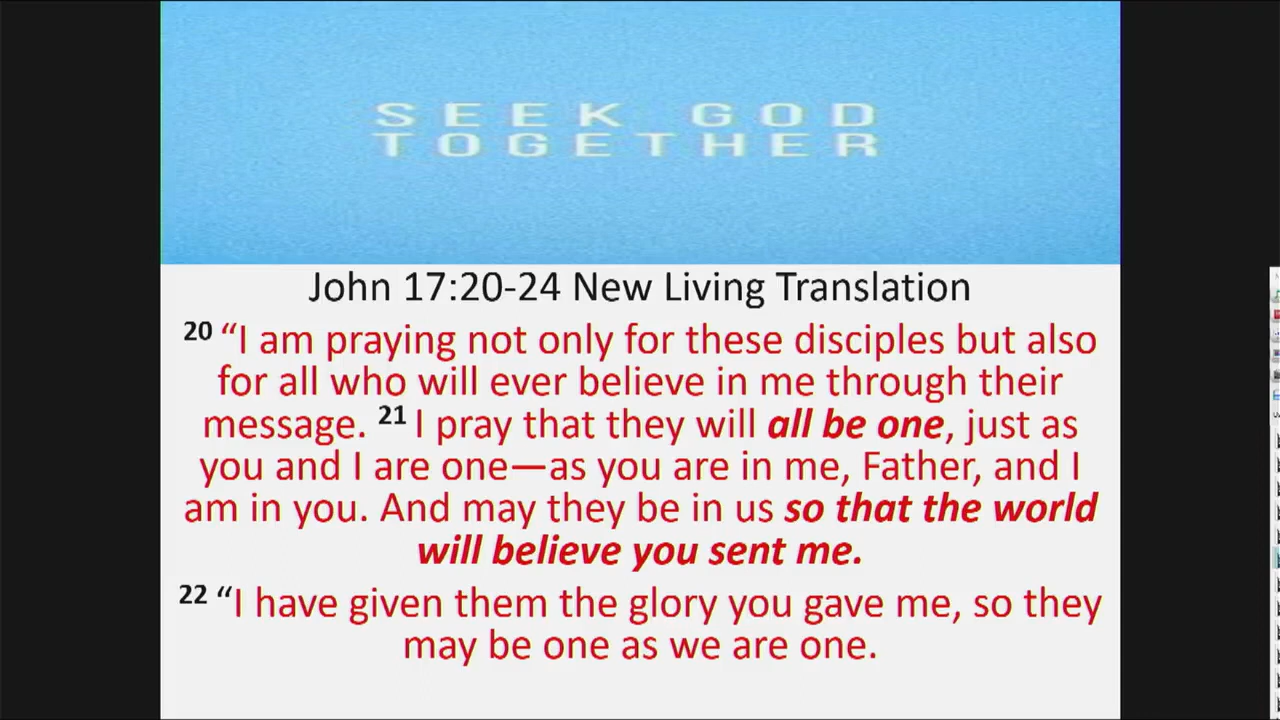 SEEK GOD
TOGETHER
John 17:20-24 New Living Translation
20 “I am praying not only for these disciples but also
for all who will ever believe in me through their
message. 21 I pray that they will all be one, just as
you and I are one—as you are in me, Father, and I
am in you. And may they be in us so that the world
will believe you sent me.
22 “I have given them the glory you gave me, so they
may be one as we are one.